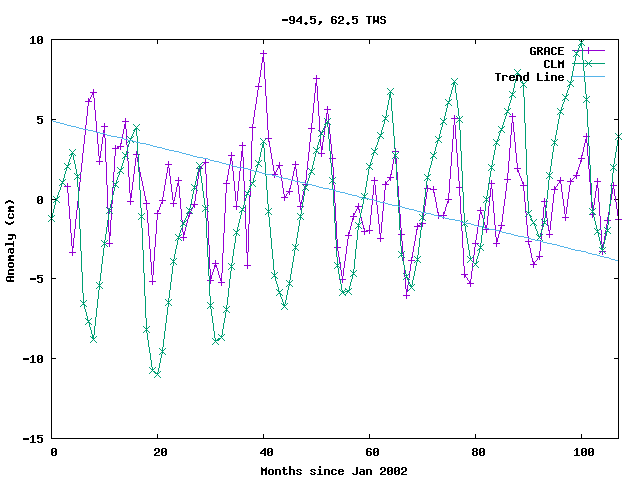 -94.5, 62.5 TWS
GRACE
CLM
Trend Line
10
5
0
-5
-10
-15
Anomaly (cm)
0 20 40 60 80 100
Months since Jan 2002